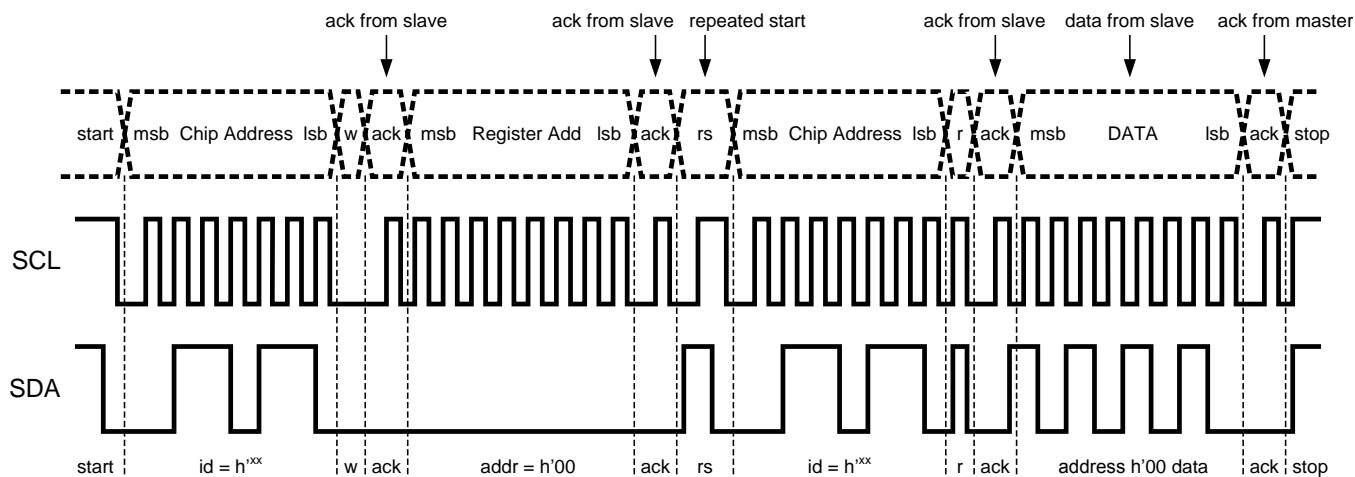 ack from slave ack from slave repeated start ack from slave data from slave ack from master
start msb Chip Address lsb w ack msb Register Add lsb ack rs msb Chip Address lsb r ack msb DATA lsb ack stop
SCL
SDA
start id = h'xx w ack addr = h'00 ack rs id = h'xx r ack address h'00 data ack stop